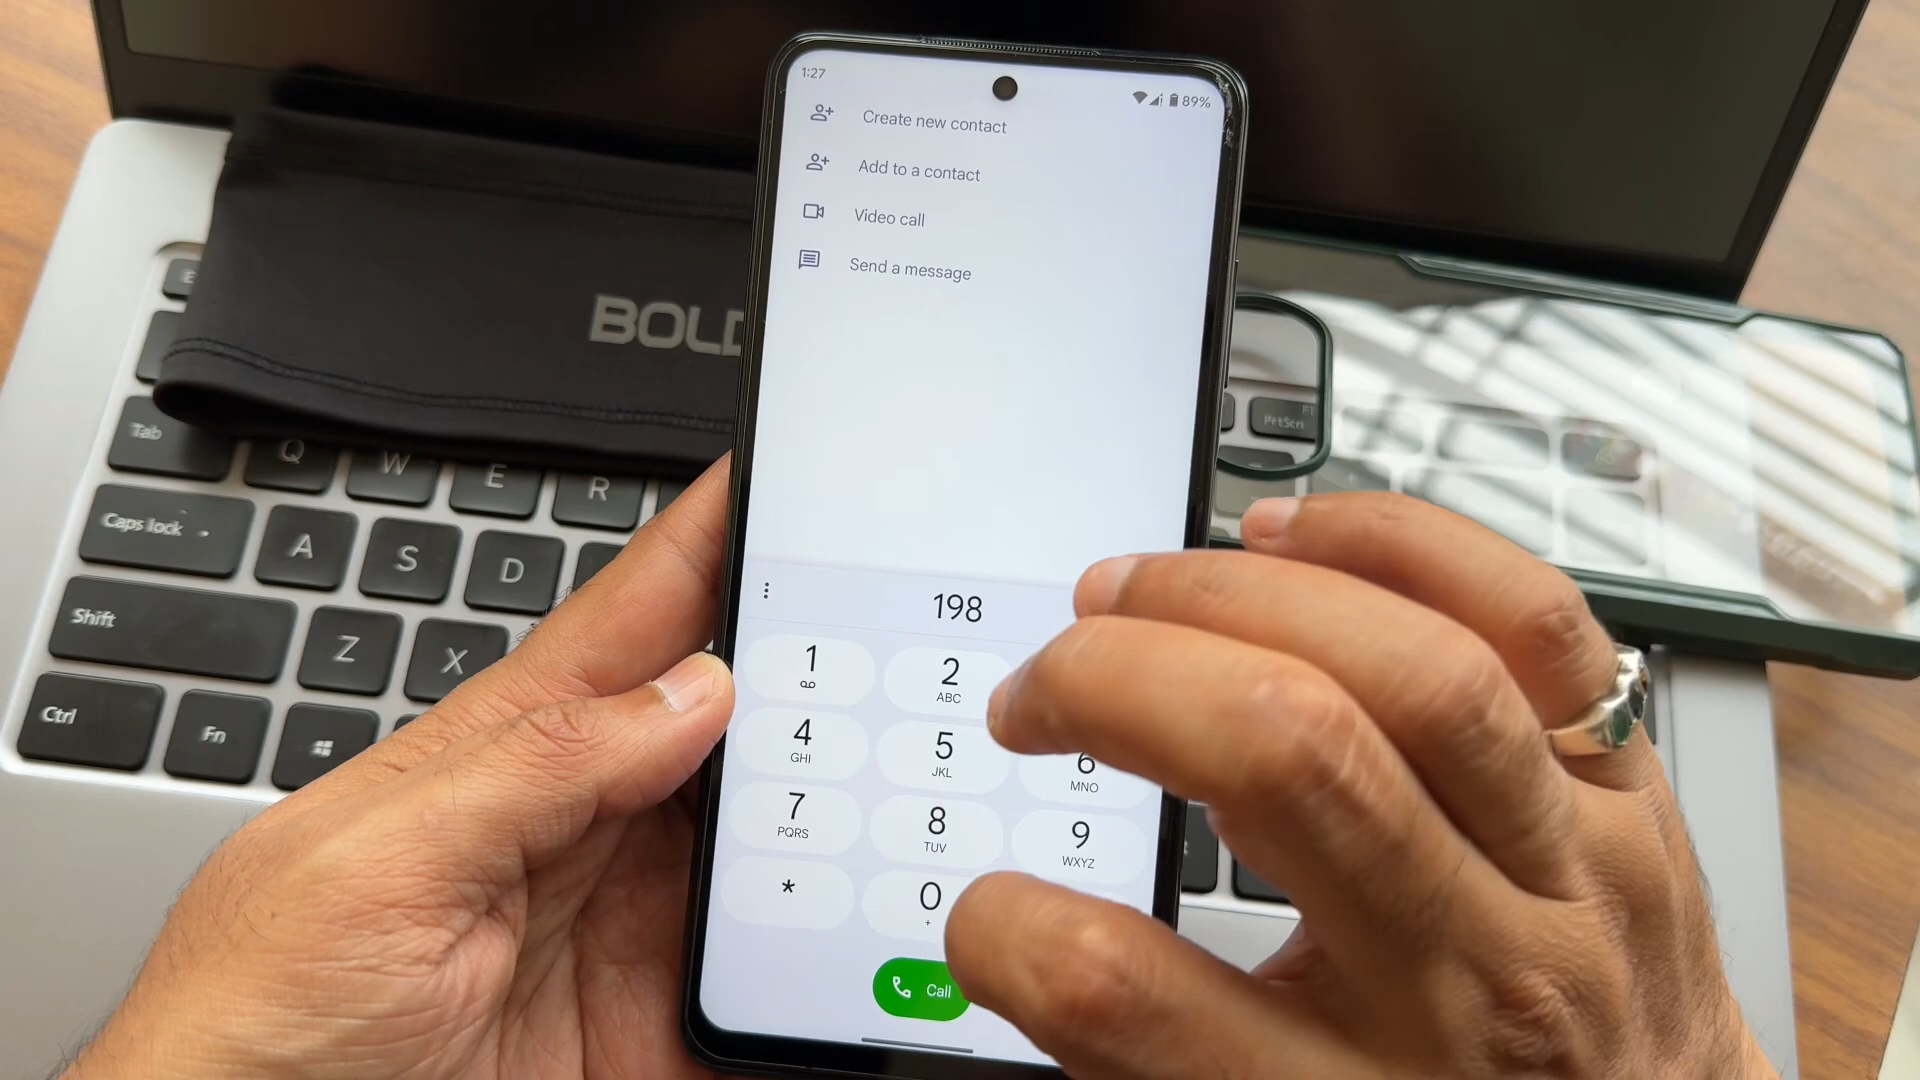 1:27
89%
Create new contact
Add to a contact
Video call
Send a message
198
1
2
ABC
4
GHI
5
JKL
6
MNO
7
PQRS
8
TUV
9
WXYZ
*
0
+
Call
BOLD
Tab
Q
W
E
R
Caps lock
A
S
D
Shift
Z
X
Ctrl
Fn
PrtScn